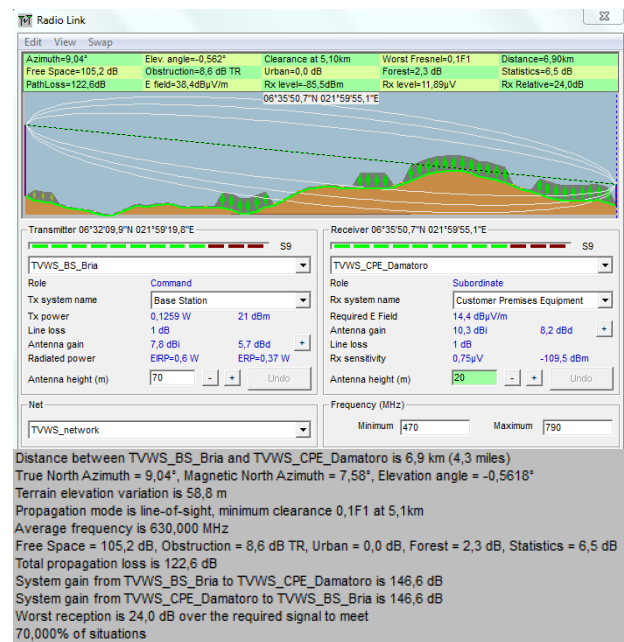 Radio Link
Edit View Swap
Azimuth=9,04° Elev. angle=-0,562° Clearance at 5,10km Worst Fresnel=0,1F1 Distance=6,90km
Free Space=105,2 dB Obstruction=8,6 dB TR Urban=0,0 dB Forest=2,3 dB Statistics=6,5 dB
PathLoss=122,6dB E field=38,4dBµV/m Rx level=-85,5dBm Rx level=11,89µV Rx Relative=24,0dB
06°35'50,7"N 021°59'55,1"E
Transmitter 06°32'09,9"N 021°59'19,8"E
S9
TVWS_BS_Bria
Role Command
Tx system name Base Station
Tx power 0,1259 W 21 dBm
Line loss 1 dB
Antenna gain 7,8 dBi 5,7 dBd +
Radiated power EIRP=0,6 W ERP=0,37 W
Antenna height (m) 70 - + Undo
Net
TVWS_network
Receiver 06°35'50,7"N 021°59'55,1"E
S9
TVWS_CPE_Damatoro
Role Subordinate
Rx system name Customer Premises Equipment
Required E Field 14,4 dBµV/m
Antenna gain 10,3 dBi 8,2 dBd +
Line loss 1 dB
Rx sensitivity 0,75µV -109,5 dBm
Antenna height (m) 20 - + Undo
Frequency (MHz)
Minimum 470 Maximum 790
Distance between TVWS_BS_Bria and TVWS_CPE_Damatoro is 6,9 km (4,3 miles)
True North Azimuth = 9,04°, Magnetic North Azimuth = 7,58°, Elevation angle = -0,5618°
Terrain elevation variation is 58,8 m
Propagation mode is line-of-sight, minimum clearance 0,1F1 at 5,1km
Average frequency is 630,000 MHz
Free Space = 105,2 dB, Obstruction = 8,6 dB TR, Urban = 0,0 dB, Forest = 2,3 dB, Statistics = 6,5 dB
Total propagation loss is 122,6 dB
System gain from TVWS_BS_Bria to TVWS_CPE_Damatoro is 146,6 dB
System gain from TVWS_CPE_Damatoro to TVWS_BS_Bria is 146,6 dB
Worst reception is 24,0 dB over the required signal to meet
70,000% of situations